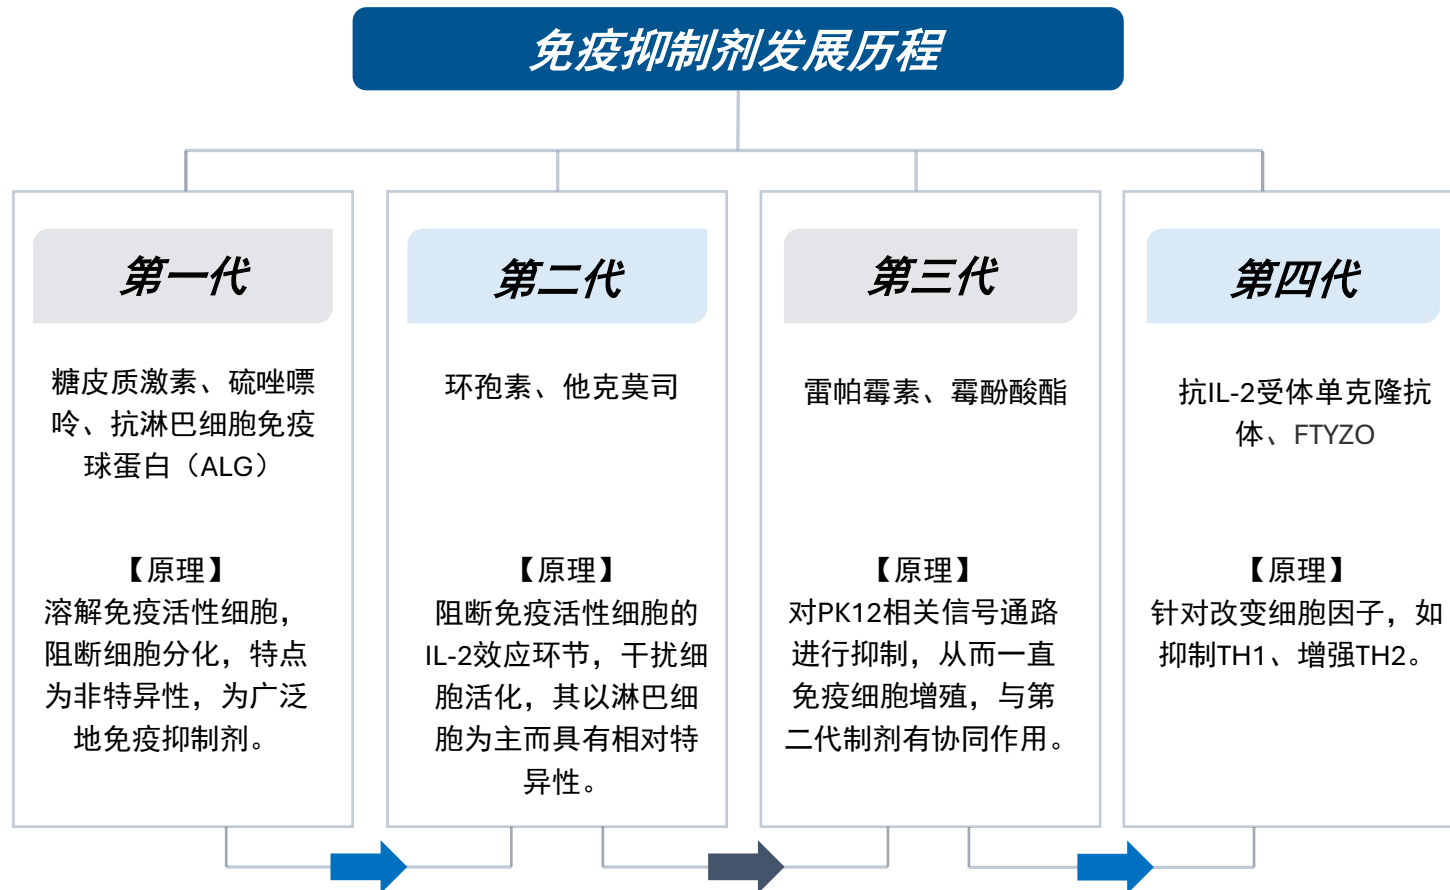 免疫抑制剂发展历程
第一代
糖皮质激素、硫唑嘌
呤、抗淋巴细胞免疫
球蛋白（ALG）
【原理】
溶解免疫活性细胞，
阻断细胞分化，特点
为非特异性，为广泛
地免疫抑制剂。
第二代
环孢素、他克莫司
【原理】
阻断免疫活性细胞的
IL-2效应环节，干扰细
胞活化，其以淋巴细
胞为主而具有相对特
异性。
第三代
雷帕霉素、霉酚酸酯
【原理】
对PK12相关信号通路
进行抑制，从而一直
免疫细胞增殖，与第
二代制剂有协同作用。
第四代
抗IL-2受体单克隆抗
体、FTYZO
【原理】
针对改变细胞因子，如
抑制TH1、增强TH2。